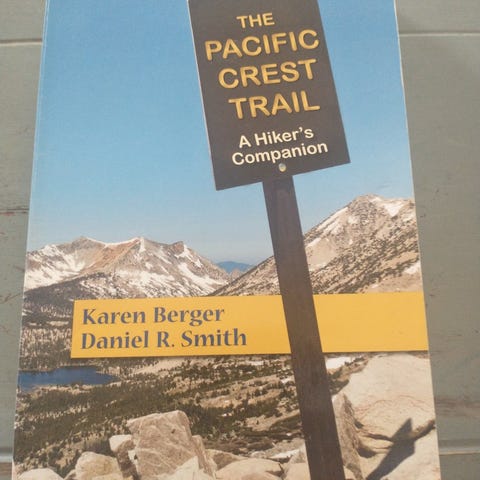 THE
PACIFIC
CREST
TRAIL
A Hiker's
Companion
Karen Berger
Daniel R. Smith